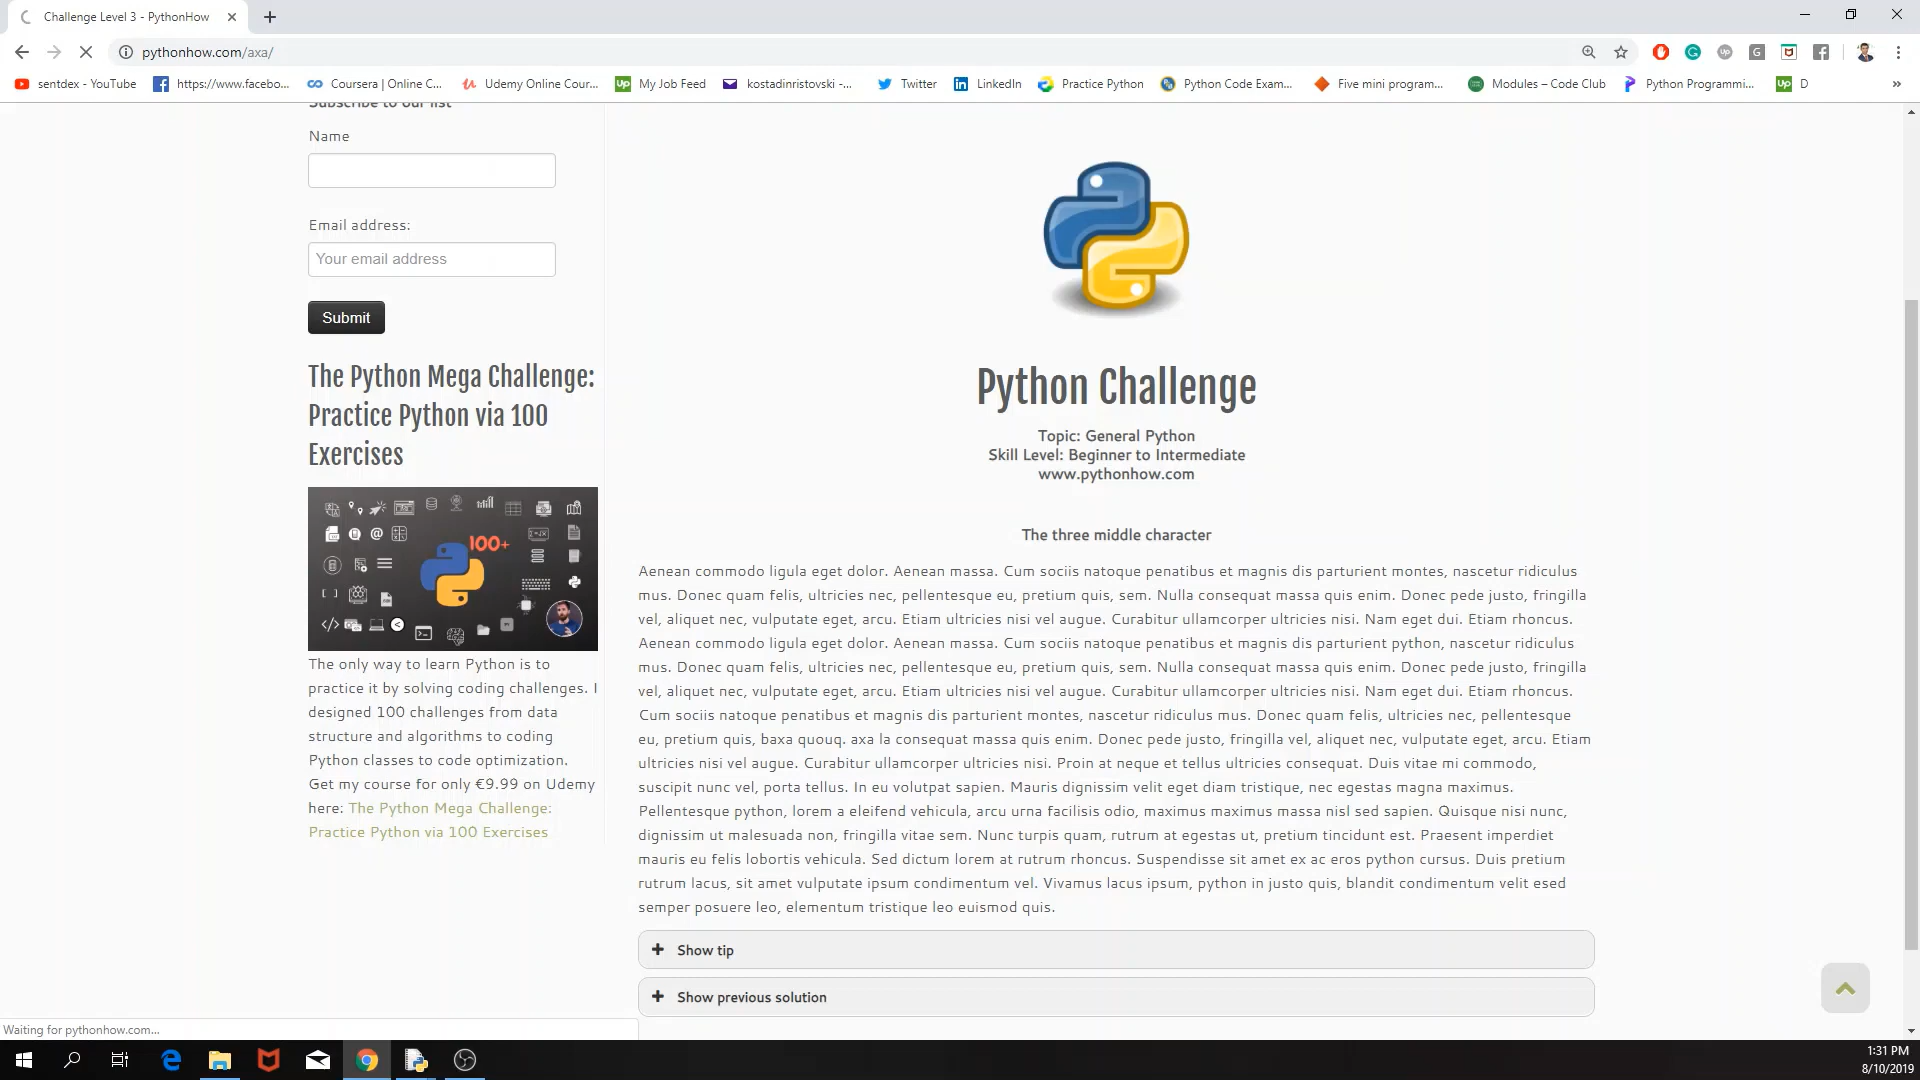 Challenge Level 3 - PythonHow
pythonhow.com/axa/
sentdex - YouTube
https://www.facebo...
Coursera | Online C...
Udemy Online Cour...
My Job Feed
kostadinristovski -...
Twitter
LinkedIn
Practice Python
Python Code Exam...
Five mini program...
Modules – Code Club
Python Programmi...
D
Subscribe to our list
Name
Email address:
Your email address
Submit
The Python Mega Challenge:
Practice Python via 100
Exercises
100+
The only way to learn Python is to
practice it by solving coding challenges. I
designed 100 challenges from data
structure and algorithms to coding
Python classes to code optimization.
Get my course for only €9.99 on Udemy
here: The Python Mega Challenge:
Practice Python via 100 Exercises
Python Challenge
Topic: General Python
Skill Level: Beginner to Intermediate
www.pythonhow.com
The three middle character
Aenean commodo ligula eget dolor. Aenean massa. Cum sociis natoque penatibus et magnis dis parturient montes, nascetur ridiculus
mus. Donec quam felis, ultricies nec, pellentesque eu, pretium quis, sem. Nulla consequat massa quis enim. Donec pede justo, fringilla
vel, aliquet nec, vulputate eget, arcu. Etiam ultricies nisi vel augue. Curabitur ullamcorper ultricies nisi. Nam eget dui. Etiam rhoncus.
Aenean commodo ligula eget dolor. Aenean massa. Cum sociis natoque penatibus et magnis dis parturient python, nascetur ridiculus
mus. Donec quam felis, ultricies nec, pellentesque eu, pretium quis, sem. Nulla consequat massa quis enim. Donec pede justo, fringilla
vel, aliquet nec, vulputate eget, arcu. Etiam ultricies nisi vel augue. Curabitur ullamcorper ultricies nisi. Nam eget dui. Etiam rhoncus.
Cum sociis natoque penatibus et magnis dis parturient montes, nascetur ridiculus mus. Donec quam felis, ultricies nec, pellentesque
eu, pretium quis, baxa quouq. axa la consequat massa quis enim. Donec pede justo, fringilla vel, aliquet nec, vulputate eget, arcu. Etiam
ultricies nisi vel augue. Curabitur ullamcorper ultricies nisi. Proin at neque et tellus ultricies consequat. Duis vitae mi commodo,
suscipit nunc vel, porta tellus. In eu volutpat sapien. Mauris dignissim velit eget diam tristique, nec egestas magna maximus.
Pellentesque python, lorem a eleifend vehicula, arcu urna facilisis odio, maximus maximus massa nisl sed sapien. Quisque nisi nunc,
dignissim ut malesuada non, fringilla vitae sem. Nunc turpis quam, rutrum at egestas ut, pretium tincidunt est. Praesent imperdiet
mauris eu felis lobortis vehicula. Sed dictum lorem at rutrum rhoncus. Suspendisse sit amet ex ac eros python cursus. Duis pretium
rutrum lacus, sit amet vulputate ipsum condimentum vel. Vivamus lacus ipsum, python in justo quis, blandit condimentum velit esed
semper posuere leo, elementum tristique leo euismod quis.
Show tip
Show previous solution
Waiting for pythonhow.com...
1:31 PM
8/10/2019